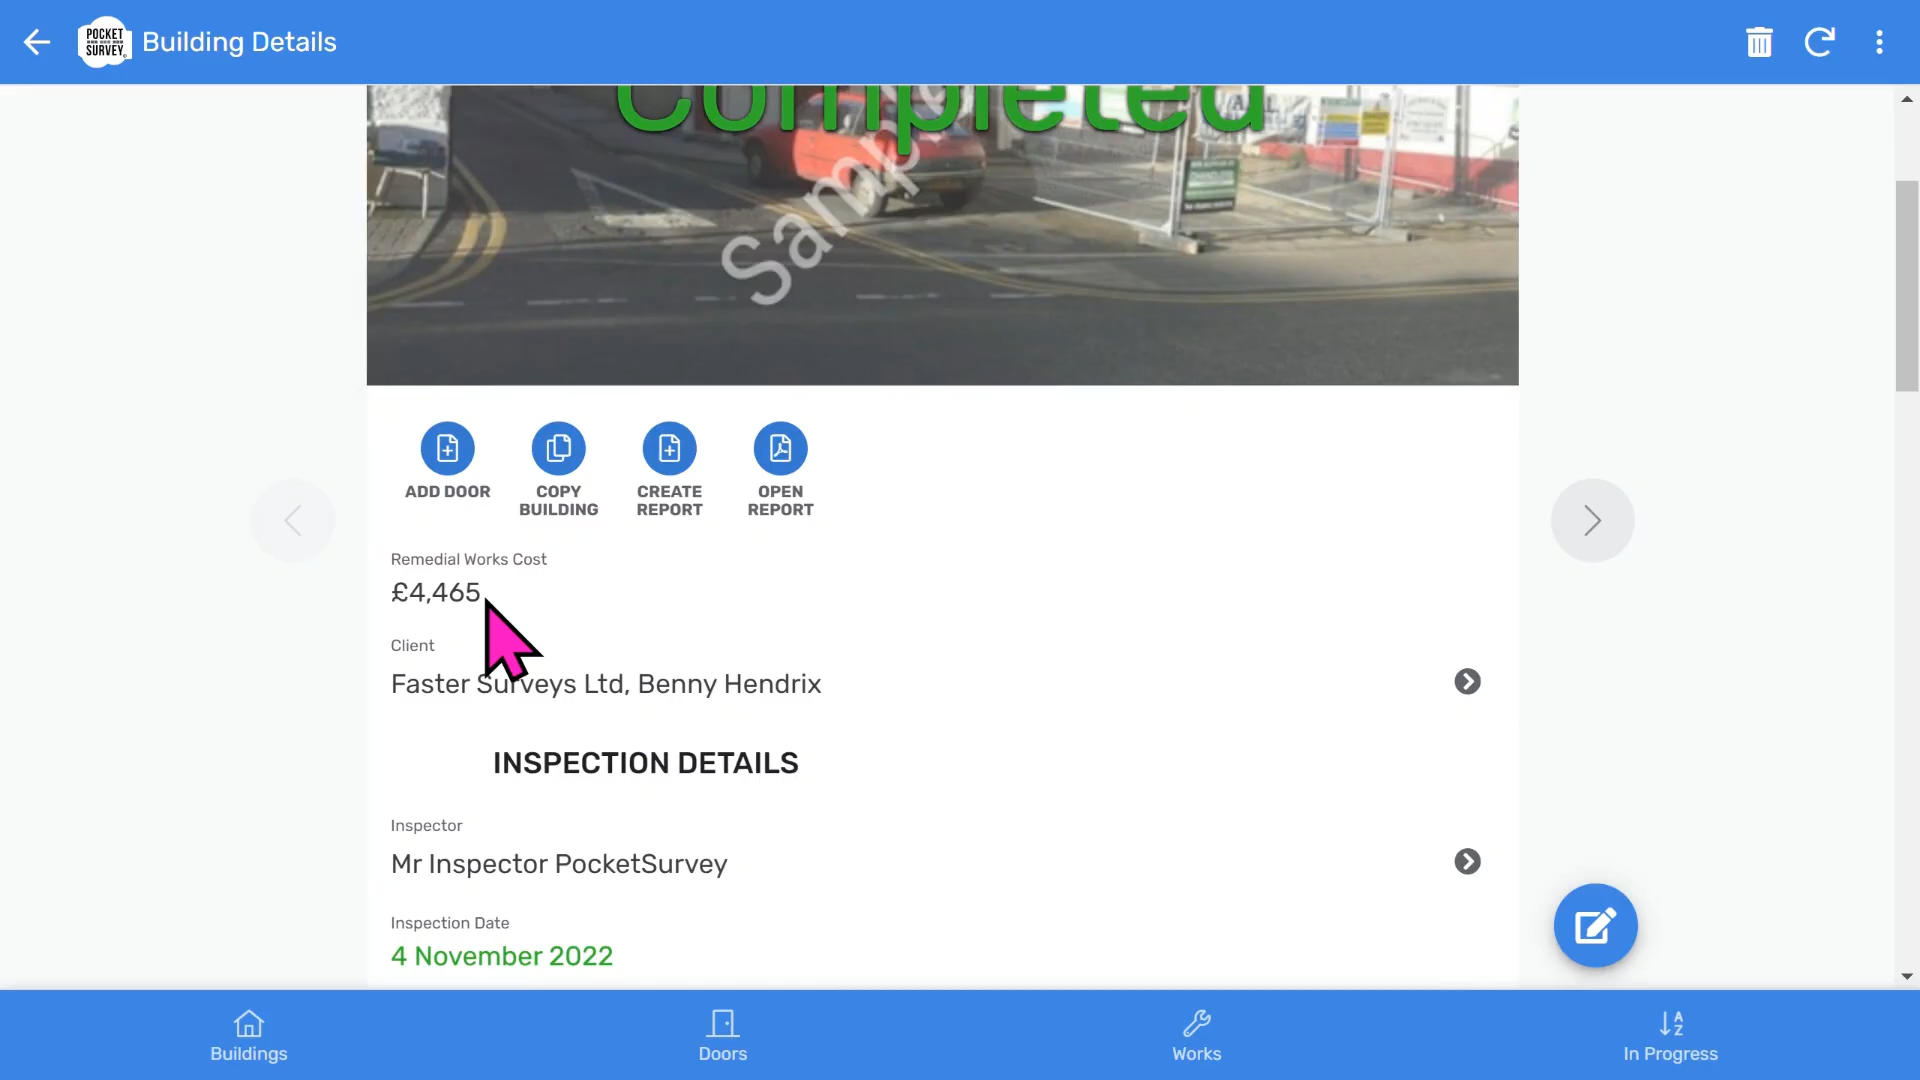 POCKET
SURVEY
Building Details
Completed
Sample
ADD DOOR
COPY
BUILDING
CREATE
REPORT
OPEN
REPORT
Remedial Works Cost
£4,465
Client
Faster Surveys Ltd, Benny Hendrix
INSPECTION DETAILS
Inspector
Mr Inspector PocketSurvey
Inspection Date
4 November 2022
Buildings
Doors
Works
In Progress